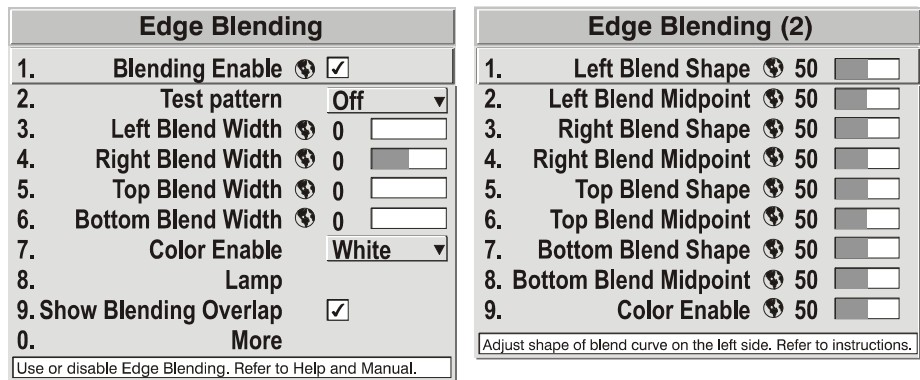 Edge Blending
1. Blending Enable
2. Test pattern Off
3. Left Blend Width 0
4. Right Blend Width 0
5. Top Blend Width 0
6. Bottom Blend Width 0
7. Color Enable White
8. Lamp
9. Show Blending Overlap
0. More
Use or disable Edge Blending. Refer to Help and Manual.
Edge Blending (2)
1. Left Blend Shape 50
2. Left Blend Midpoint 50
3. Right Blend Shape 50
4. Right Blend Midpoint 50
5. Top Blend Shape 50
6. Top Blend Midpoint 50
7. Bottom Blend Shape 50
8. Bottom Blend Midpoint 50
9. Color Enable 50
Adjust shape of blend curve on the left side. Refer to instructions.